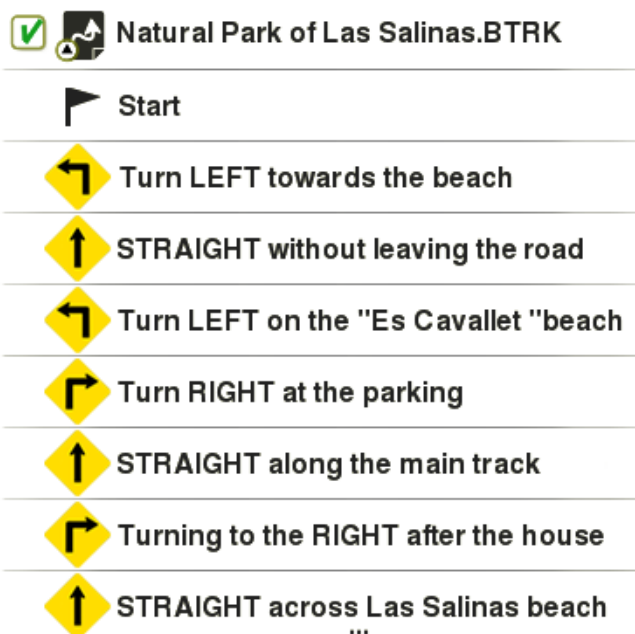 Natural Park of Las Salinas.BTRK
Start
Turn LEFT towards the beach
STRAIGHT without leaving the road
Turn LEFT on the "Es Cavallet "beach
Turn RIGHT at the parking
STRAIGHT along the main track
Turning to the RIGHT after the house
STRAIGHT across Las Salinas beach